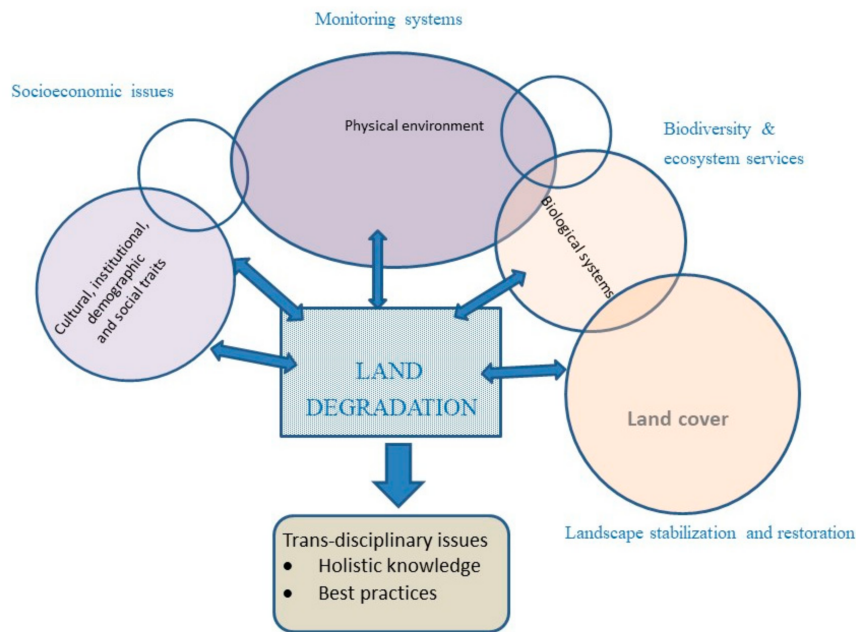 Monitoring systems
Socioeconomic issues
Physical environment
Biodiversity &
ecosystem services
Biological systems
Cultural, institutional,
demographic
and social traits
LAND
DEGRADATION
Land cover
Landscape stabilization and restoration
Trans-disciplinary issues
• Holistic knowledge
• Best practices